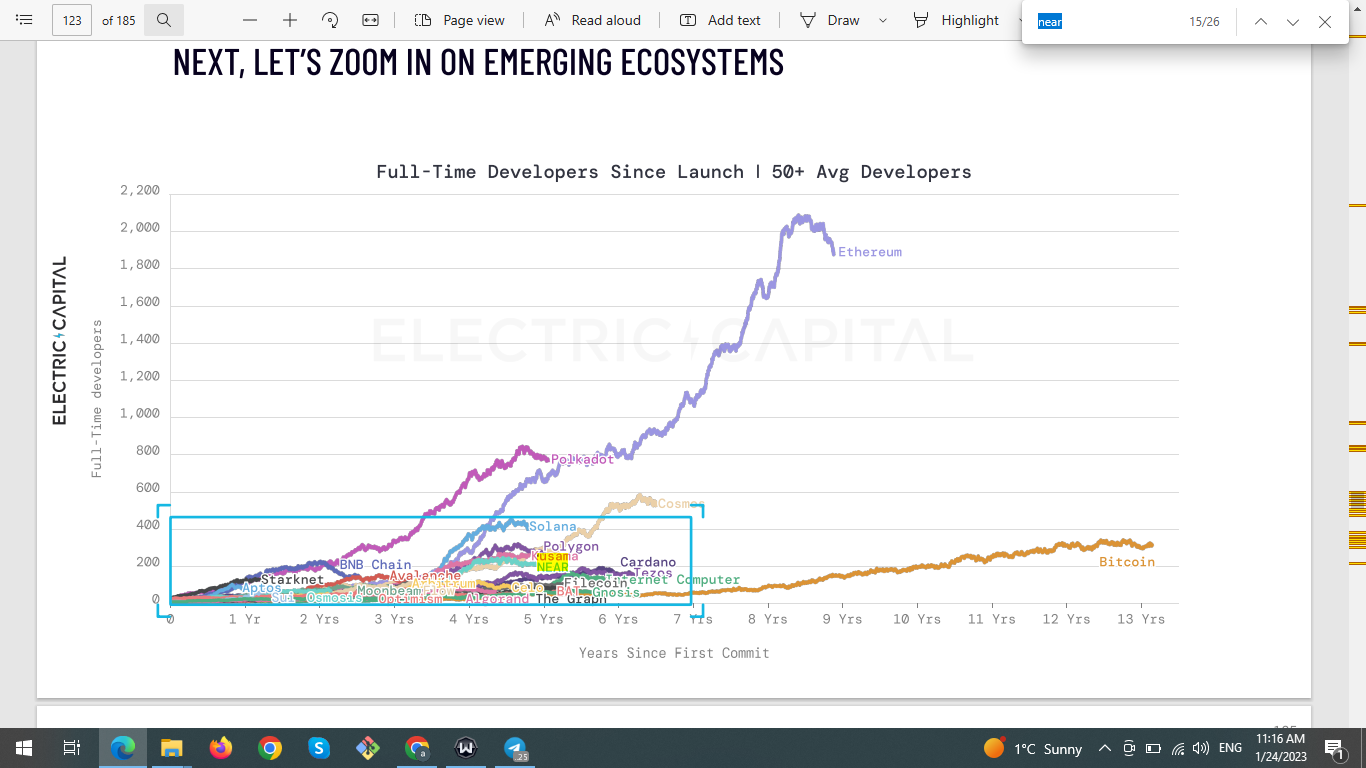 123 of 185
Page view
Read aloud
Add text
Draw
Highlight
near
15/26
NEXT, LET'S ZOOM IN ON EMERGING ECOSYSTEMS
Full-Time Developers Since Launch | 50+ Avg Developers
ELECTRIC CAPITAL
Full-Time developers
2,200
2,000
1,800
1,600
1,400
1,200
1,000
800
600
400
200
0
ELECTRIC CAPITAL
Ethereum
Polkadot
Cosmos
Solana
Polygon
Kusama
NEAR
Cardano
Tezos
BNB Chain
Avalanche
Internet Computer
Starknet
Arbitrum
Filecoin
Aptos
Moonbeam
Flow
Celo
BAT
Gnosis
Sui
Osmosis
Optimism
Algorand
The Graph
Bitcoin
0
1 Yr
2 Yrs
3 Yrs
4 Yrs
5 Yrs
6 Yrs
7 Yrs
8 Yrs
9 Yrs
10 Yrs
11 Yrs
12 Yrs
13 Yrs
Years Since First Commit
25
1°C Sunny
ENG
11:16 AM
1/24/2023
1